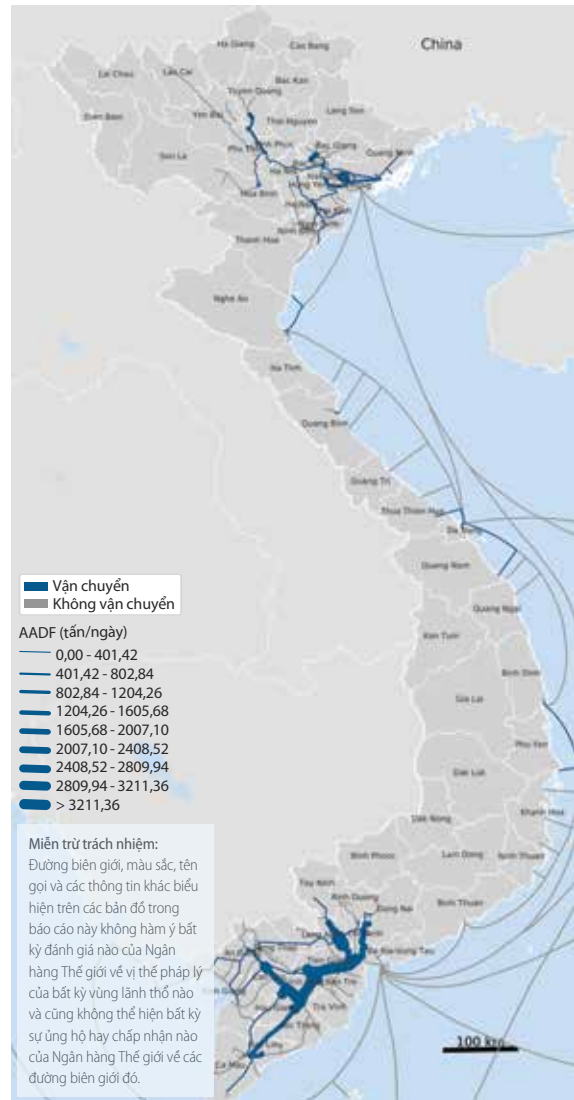 China
Ha Giang
Cao Bang
Lai Chau
Lao Cai
Bac Kan
Tuyen Quang
Lang Son
Dien Bien
Yen Bai
Thai Nguyen
Bac Giang
Quang Ninh
Son La
Hoa Binh
Thanh Hoa
Nghe An
Ha Tinh
Quang Binh
Quang Tri
Thua Thien Hue
Da Nang
Quang Nam
Quang Ngai
Kon Tum
Binh Dinh
Gia Lai
Phu Yen
Dak Lak
Khanh Hoa
Dak Nong
Lam Dong
Ninh Thuan
Binh Phuoc
Tay Ninh
Binh Duong
Dong Nai
Binh Thuan
Tra Vinh
Ca Mau
100 km
Vận chuyển
Không vận chuyển
AADF (tấn/ngày)
0,00 - 401,42
401,42 - 802,84
802,84 - 1204,26
1204,26 - 1605,68
1605,68 - 2007,10
2007,10 - 2408,52
2408,52 - 2809,94
2809,94 - 3211,36
> 3211,36
Miễn trừ trách nhiệm:
Đường biên giới, màu sắc, tên
gọi và các thông tin khác biểu
hiện trên các bản đồ trong
báo cáo này không hàm ý bất
kỳ đánh giá nào của Ngân
hàng Thế giới về vị thế pháp lý
của bất kỳ vùng lãnh thổ nào
và cũng không thể hiện bất kỳ
sự ủng hộ hay chấp nhận nào
của Ngân hàng Thế giới về các
đường biên giới đó.